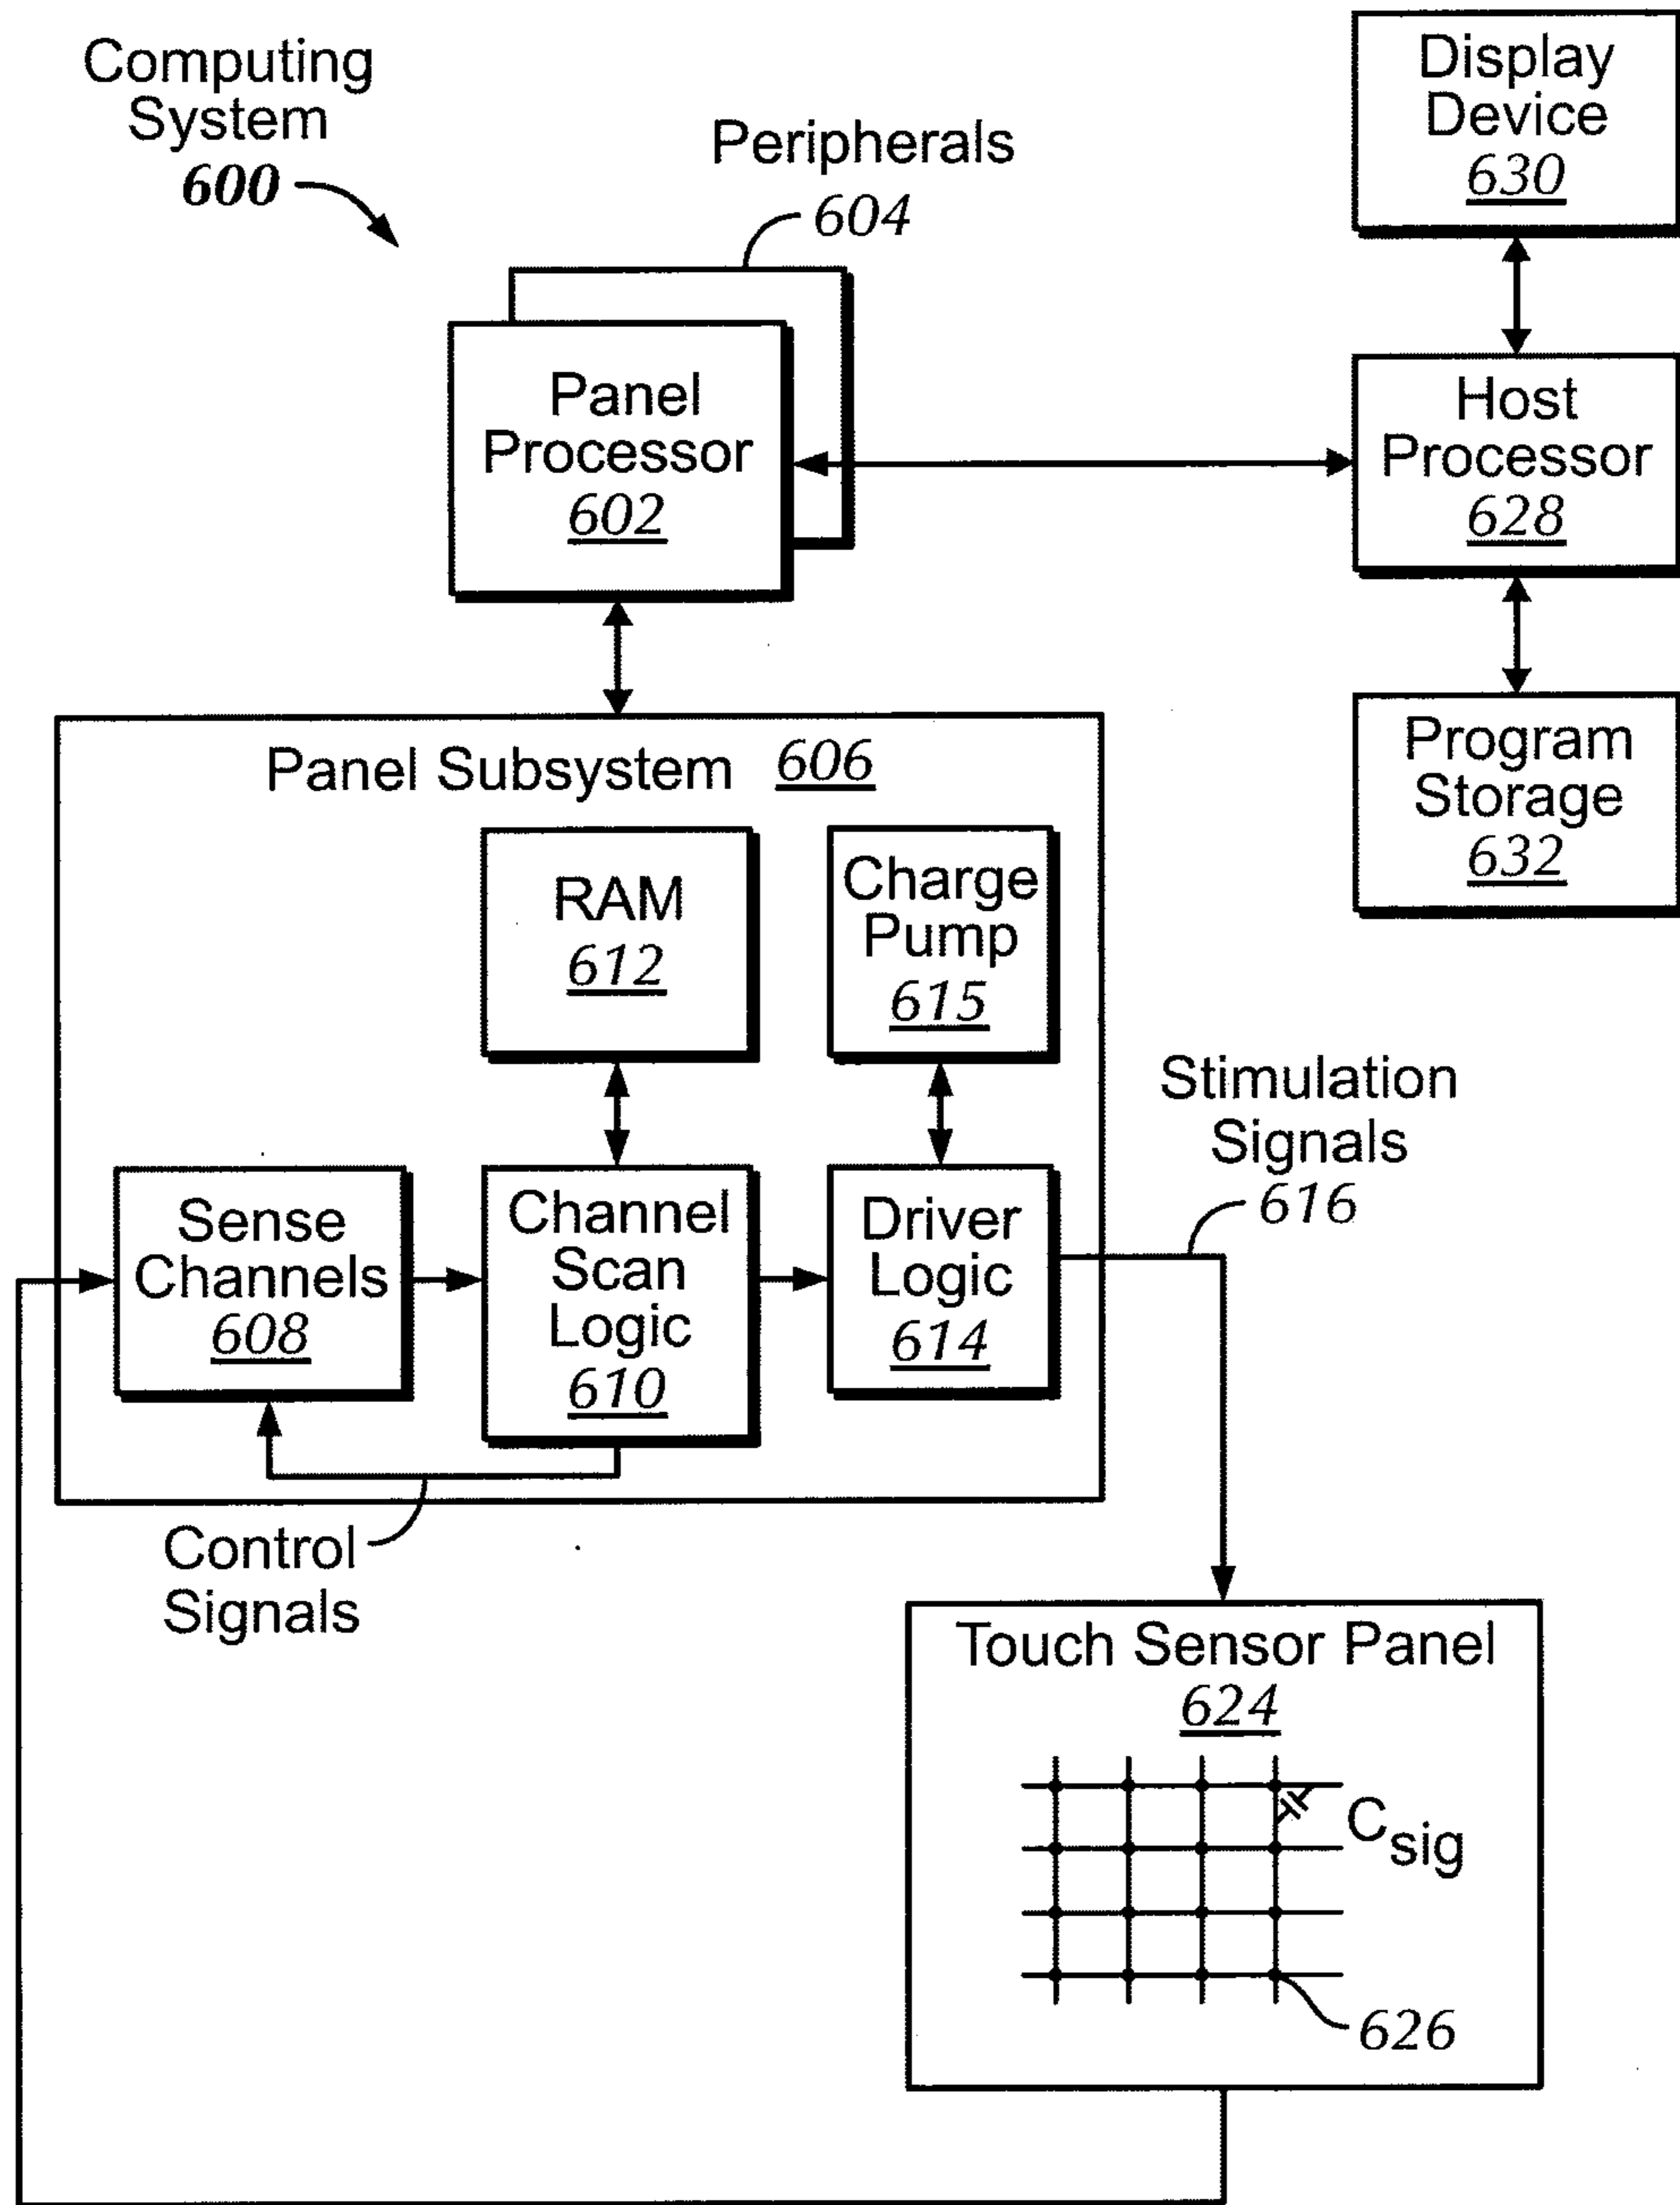 Computing
System
600
Peripherals
604
Display
Device
630
Panel
Processor
602
Host
Processor
628
Program
Storage
632
Panel Subsystem 606
RAM
612
Charge
Pump
615
Stimulation
Signals
616
Sense
Channels
608
Channel
Scan
Logic
610
Driver
Logic
614
Control
Signals
Touch Sensor Panel
624
Csig
626